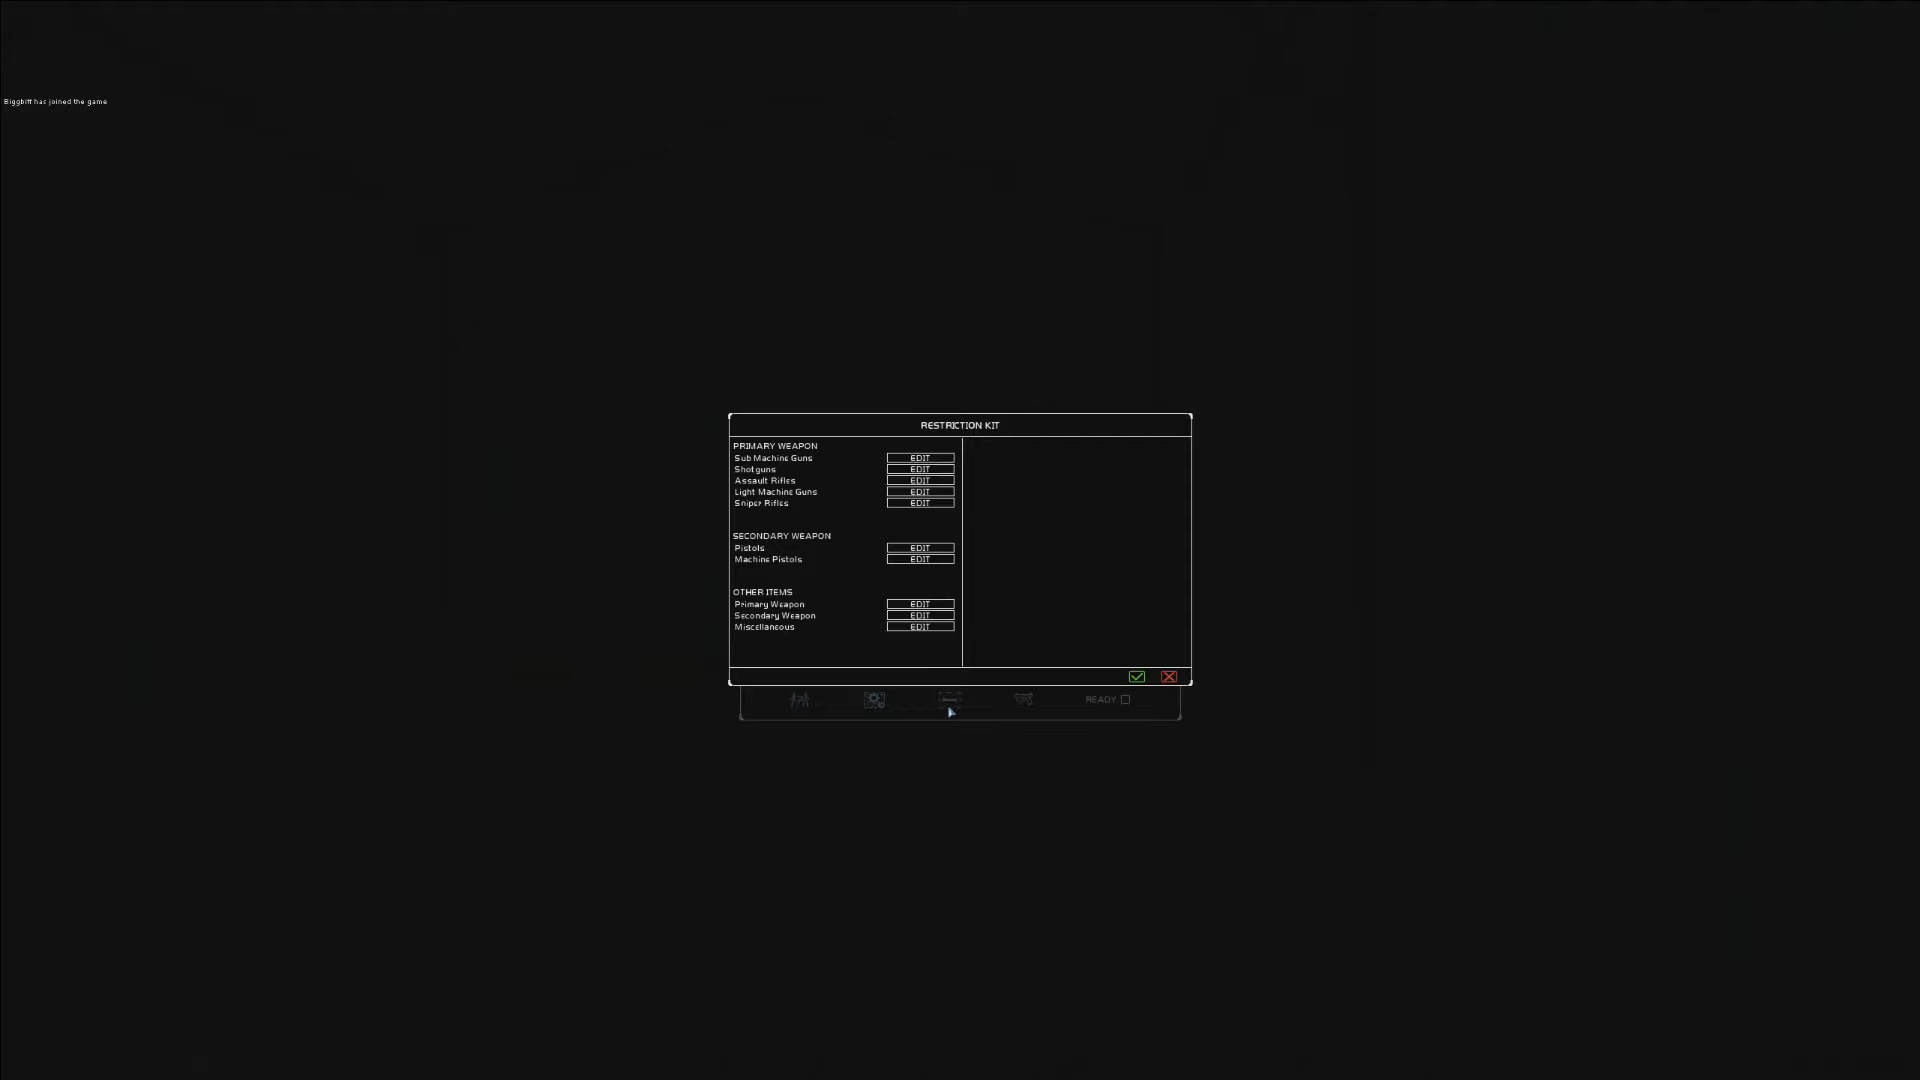 Biggbiff has joined the game
RESTRICTION KIT
PRIMARY WEAPON
Sub Machine Guns EDIT
Shotguns EDIT
Assault Rifles EDIT
Light Machine Guns EDIT
Sniper Rifles EDIT
SECONDARY WEAPON
Pistols EDIT
Machine Pistols EDIT
OTHER ITEMS
Primary Weapon EDIT
Secondary Weapon EDIT
Miscellaneous EDIT
READY